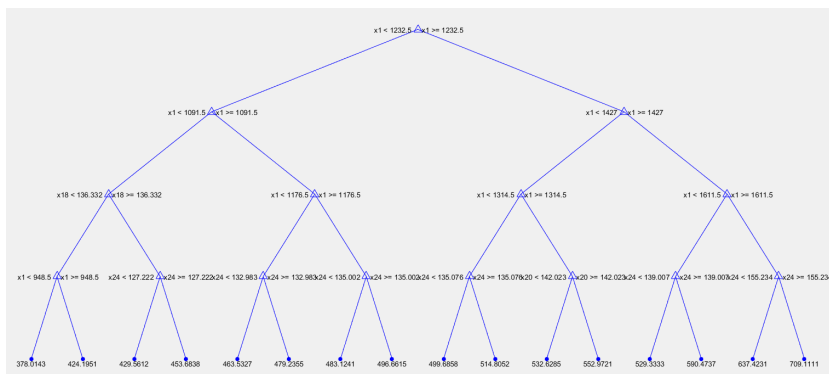 x1 < 1232.5 x1 >= 1232.5
x1 < 1091.5 x1 >= 1091.5 x1 < 1427 x1 >= 1427
x18 < 136.332 x18 >= 136.332 x1 < 1176.5 x1 >= 1176.5 x1 < 1314.5 x1 >= 1314.5 x1 < 1611.5 x1 >= 1611.5
x1 < 948.5 x1 >= 948.5 x24 < 127.222 x24 >= 127.222 x24 < 132.983 x24 >= 132.983 x24 < 135.002 x24 >= 135.002 x24 < 135.076 x24 >= 135.076 x20 < 142.023 x20 >= 142.023 x24 < 139.007 x24 >= 139.007 x24 < 155.234 x24 >= 155.234
378.0143 424.1951 429.5612 453.6838 463.5327 479.2355 483.1241 496.6615 499.6858 514.8052 532.6285 552.9721 529.3333 590.4737 637.4231 709.1111